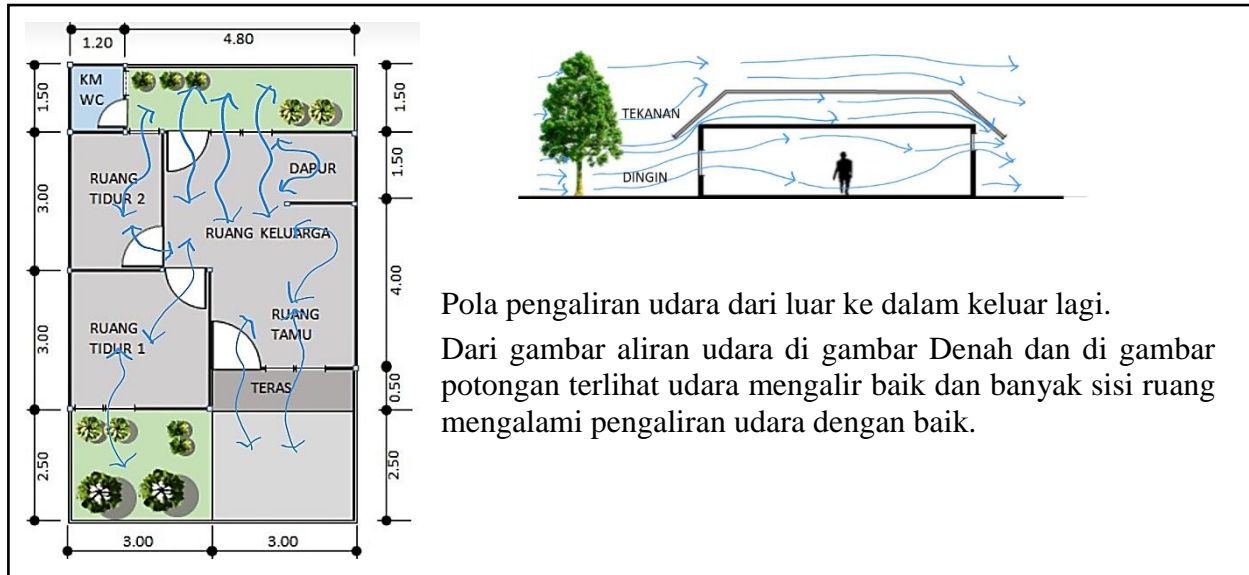 1.20 4.80
KM
WC
1.50 1.50
RUANG
TIDUR 2
DAPUR
3.00 1.50
RUANG KELUARGA
4.00
RUANG
TIDUR 1
RUANG
TAMU
3.00
TERAS
0.50
2.50 2.50
3.00 3.00
TEKANAN
DINGIN
Pola pengaliran udara dari luar ke dalam keluar lagi.
Dari gambar aliran udara di gambar Denah dan di gambar
potongan terlihat udara mengalir baik dan banyak sisi ruang
mengalami pengaliran udara dengan baik.